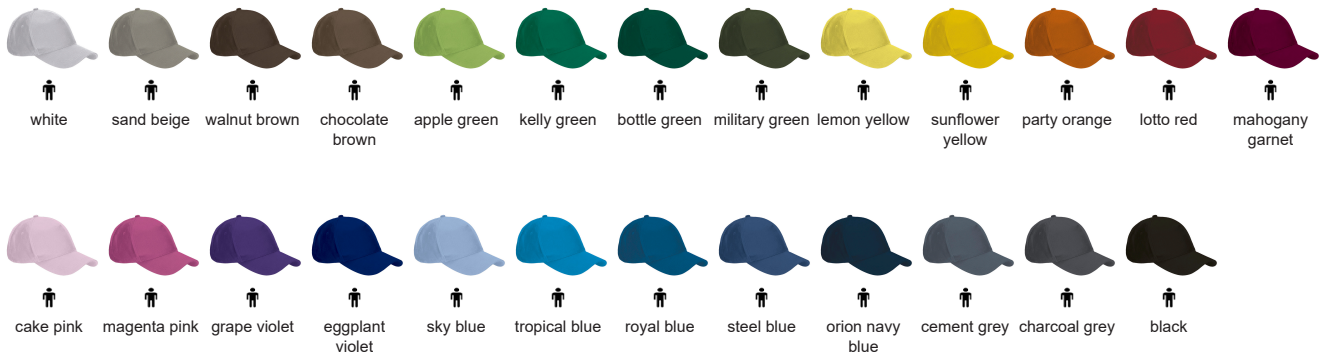 white
sand beige
walnut brown
chocolate
brown
apple green
kelly green
bottle green
military green
lemon yellow
sunflower
yellow
party orange
lotto red
mahogany
garnet
cake pink
magenta pink
grape violet
eggplant
violet
sky blue
tropical blue
royal blue
steel blue
orion navy
blue
cement grey
charcoal grey
black